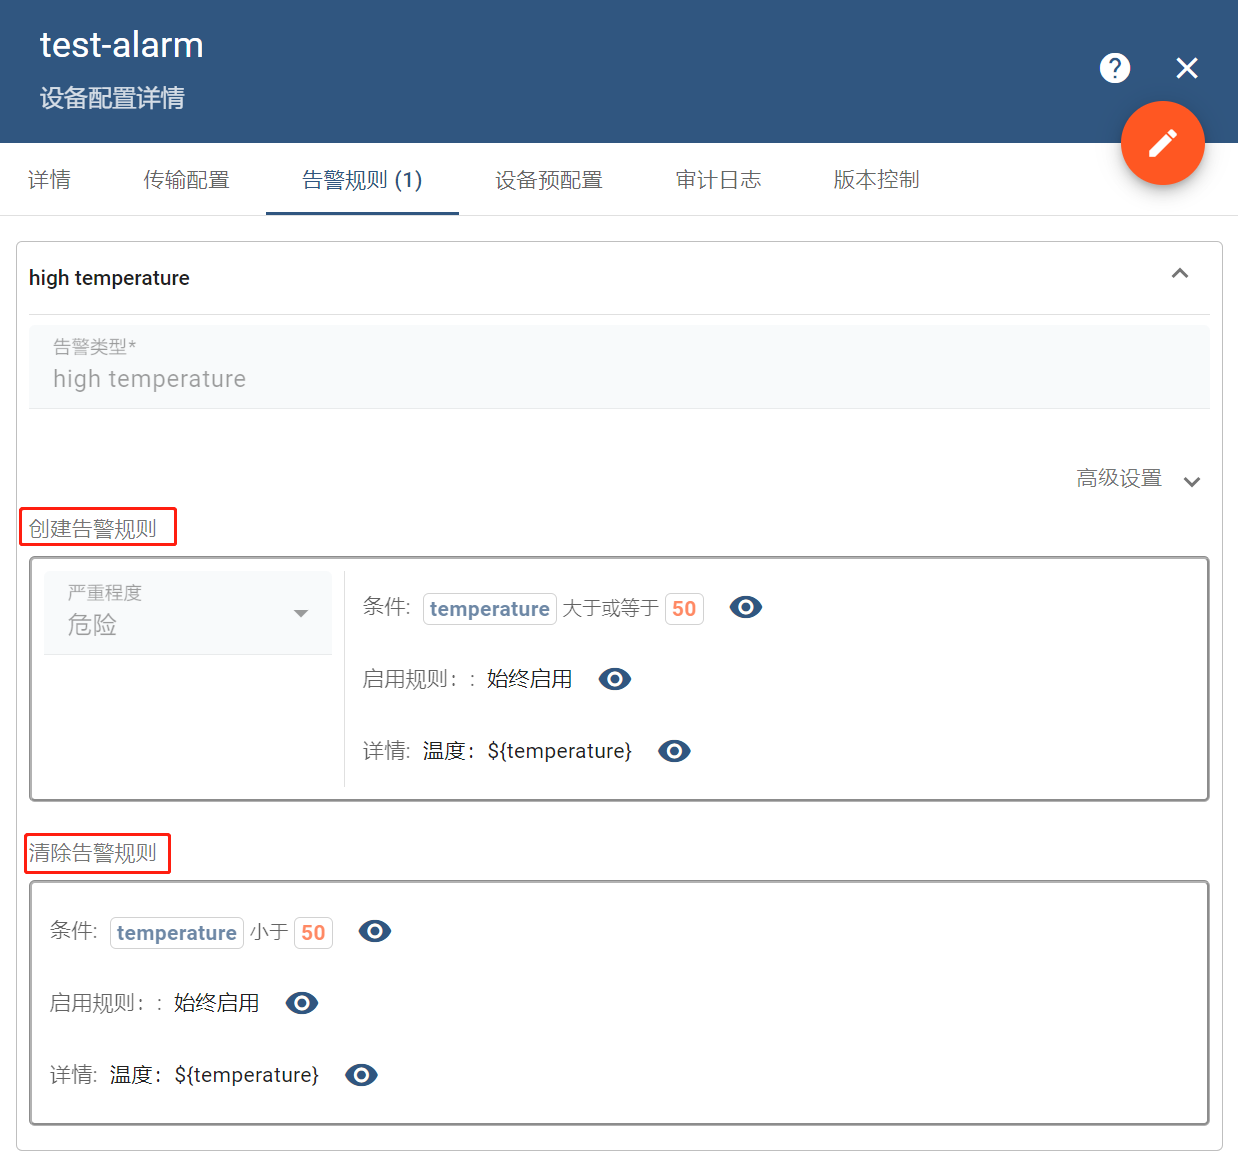 test-alarm
设备配置详情
详情 传输配置 告警规则 (1) 设备预配置 审计日志 版本控制
high temperature
告警类型*
high temperature
高级设置
创建告警规则
严重程度
危险
条件: temperature 大于或等于 50
启用规则：: 始终启用
详情: 温度：${temperature}
清除告警规则
条件: temperature 小于 50
启用规则：: 始终启用
详情: 温度：${temperature}